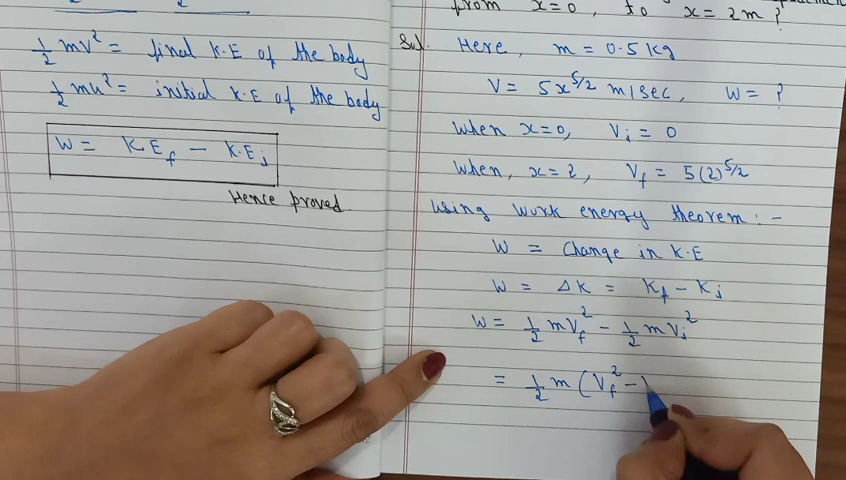 1/2 mv² = final K.E of the body
1/2 mu² = initial K.E of the body
W = K.E_f - K.E_i
Hence proved
from x=0, to x = 2m ?
Sol. Here, m = 0.5 kg
V = 5x^5/2 m/sec, W = ?
When x=0, V_i = 0
When, x=2, V_f = 5(2)^5/2
Using work energy theorem :-
W = Change in K.E
W = ΔK = K_f - K_i
W = 1/2 mV_f² - 1/2 mV_i²
= 1/2 m (V_f² -